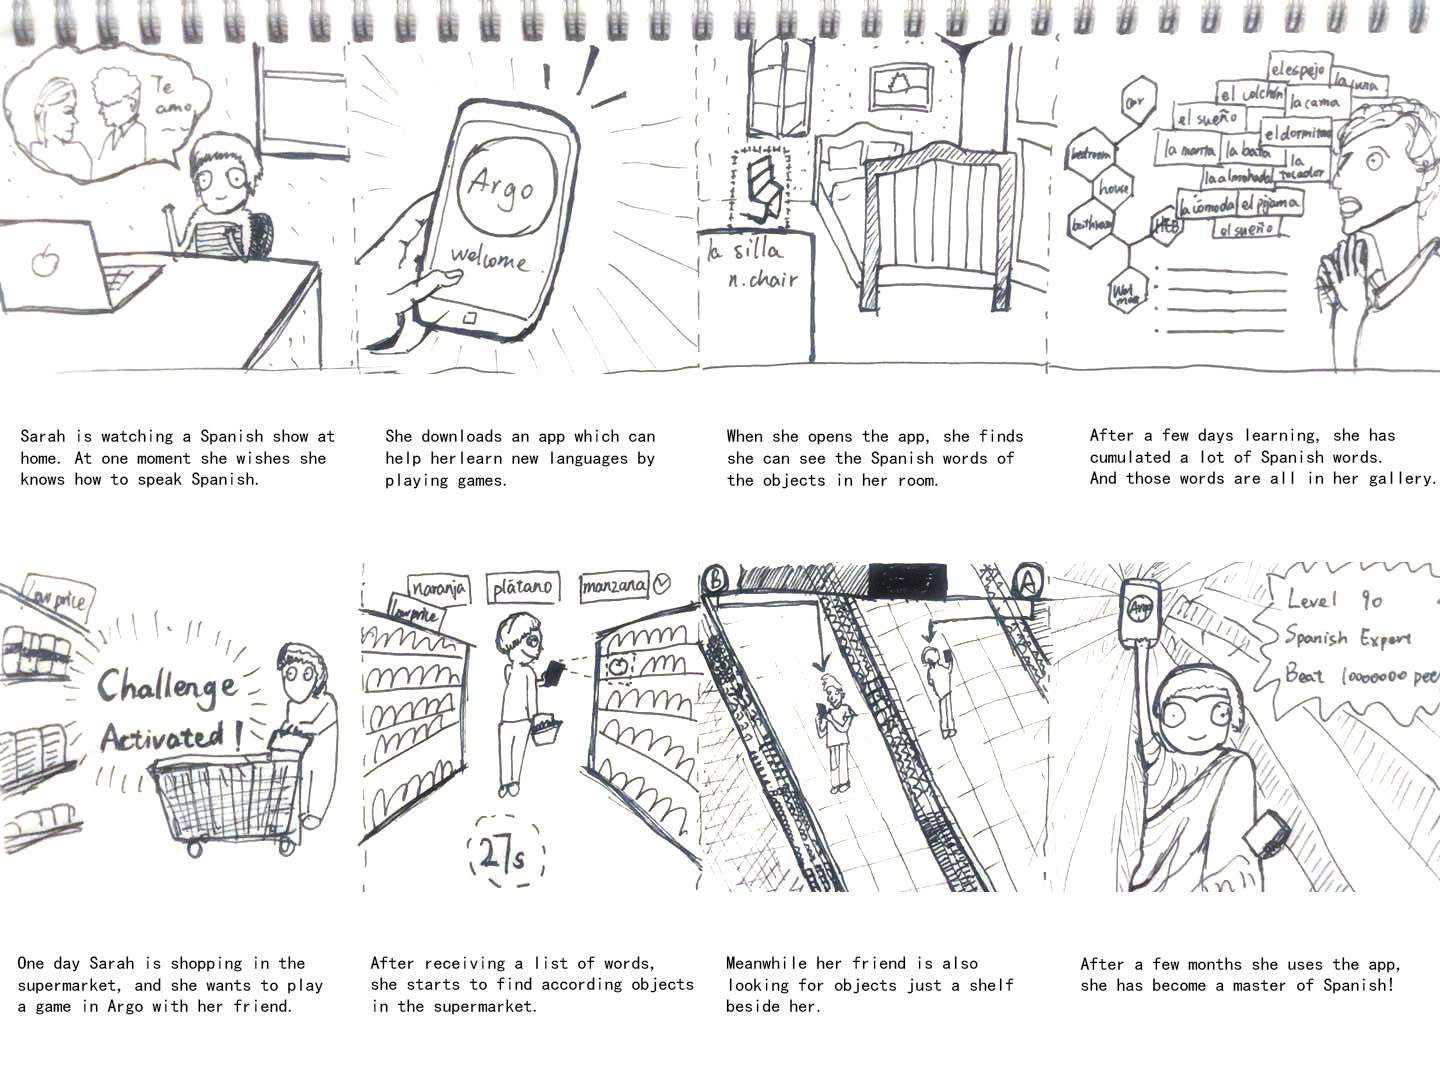 Te
amo
Argo
welcome
la silla
n.chair
car
bedroom
house
bathroom
HEB
el espejo
la
el colchón
la cama
el sueño
el dormitorio
la manta
la bata
la
tocador
la almohada
la cómoda
el pijama
el sueño
Sarah is watching a Spanish show at
home. At one moment she wishes she
knows how to speak Spanish.
She downloads an app which can
help herlearn new languages by
playing games.
When she opens the app, she finds
she can see the Spanish words of
the objects in her room.
After a few days learning, she has
cumulated a lot of Spanish words.
And those words are all in her gallery.
low price
Challenge
Activated!
naranja
plátano
manzana
low price
27s
B
A
Argo
Level 90
Spanish Expert
Beat 10000000
One day Sarah is shopping in the
supermarket, and she wants to play
a game in Argo with her friend.
After receiving a list of words,
she starts to find according objects
in the supermarket.
Meanwhile her friend is also
looking for objects just a shelf
beside her.
After a few months she uses the app,
she has become a master of Spanish!